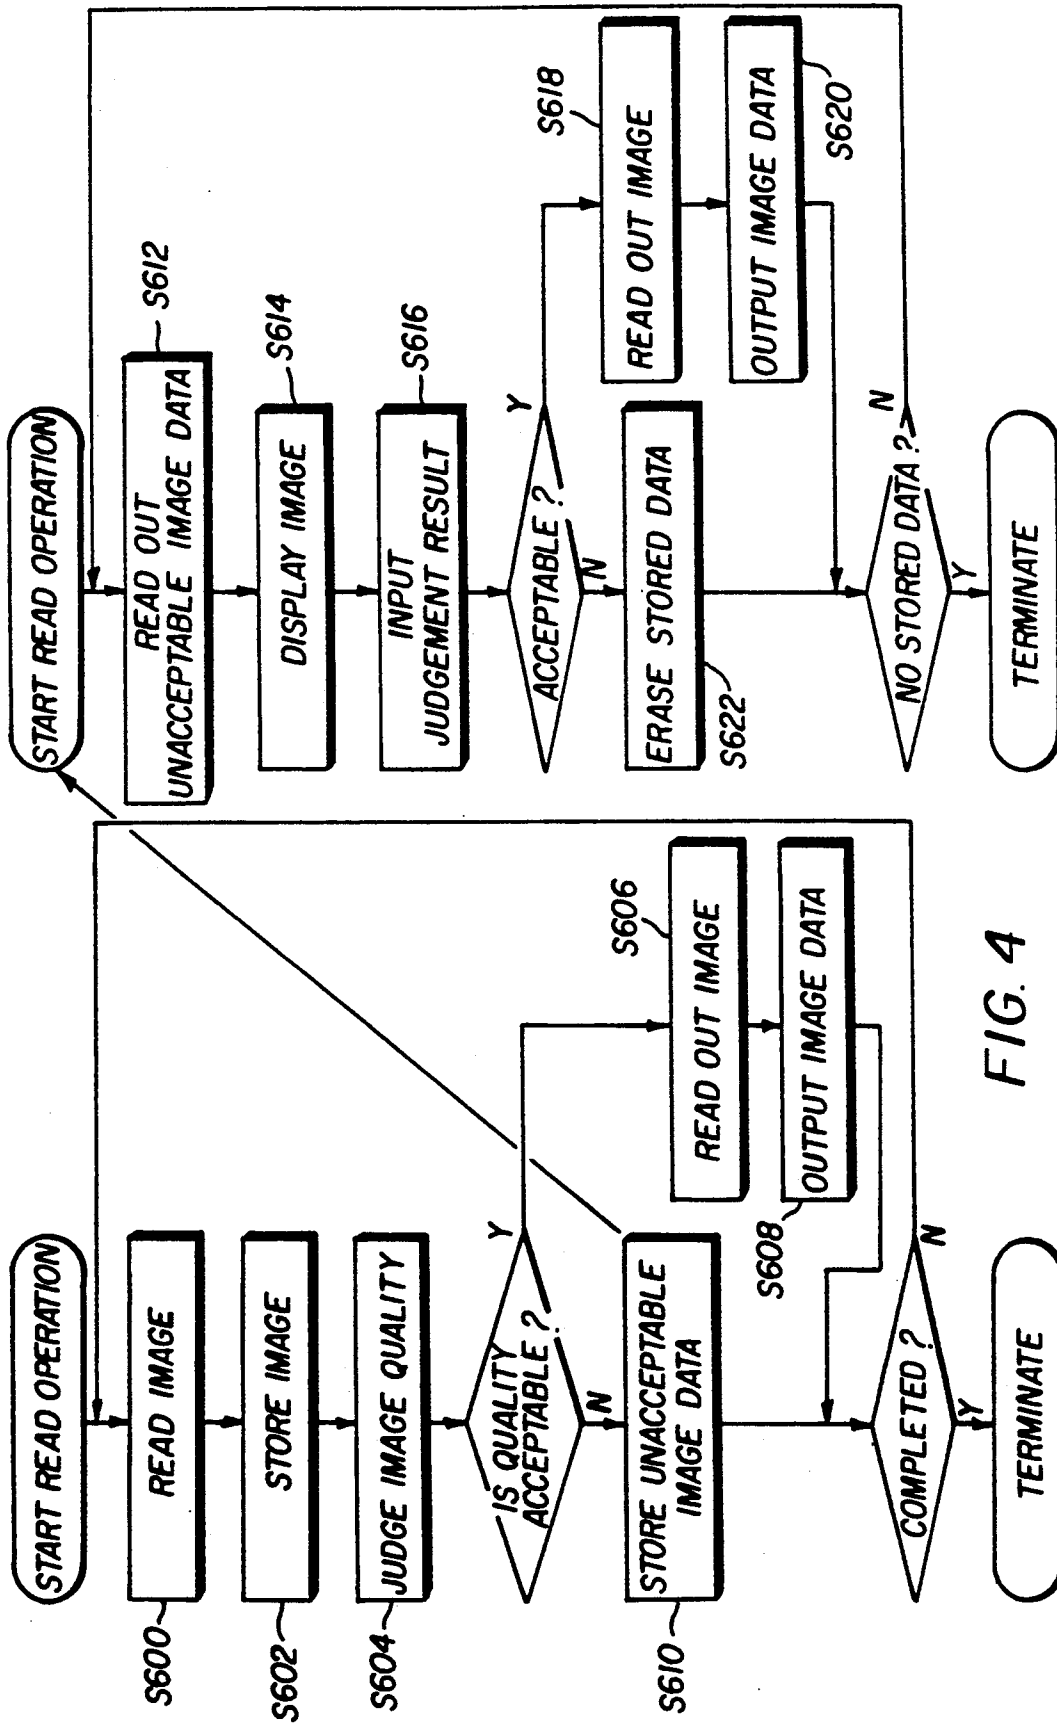 START READ OPERATION
READ IMAGE
S600
STORE IMAGE
S602
JUDGE IMAGE QUALITY
S604
IS QUALITY
ACCEPTABLE ?
Y
N
READ OUT IMAGE
S606
OUTPUT IMAGE DATA
S608
STORE UNACCEPTABLE
IMAGE DATA
S610
COMPLETED ?
N
Y
TERMINATE
START READ OPERATION
READ OUT
UNACCEPTABLE IMAGE DATA
S612
DISPLAY IMAGE
S614
INPUT
JUDGEMENT RESULT
S616
ACCEPTABLE ?
Y
N
READ OUT IMAGE
S618
OUTPUT IMAGE DATA
S620
ERASE STORED DATA
S622
NO STORED DATA ?
N
Y
TERMINATE
FIG. 4